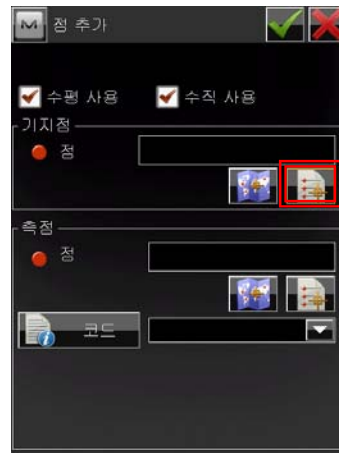 점 추가
수평 사용 수직 사용
기지점
점
측점
점
코드